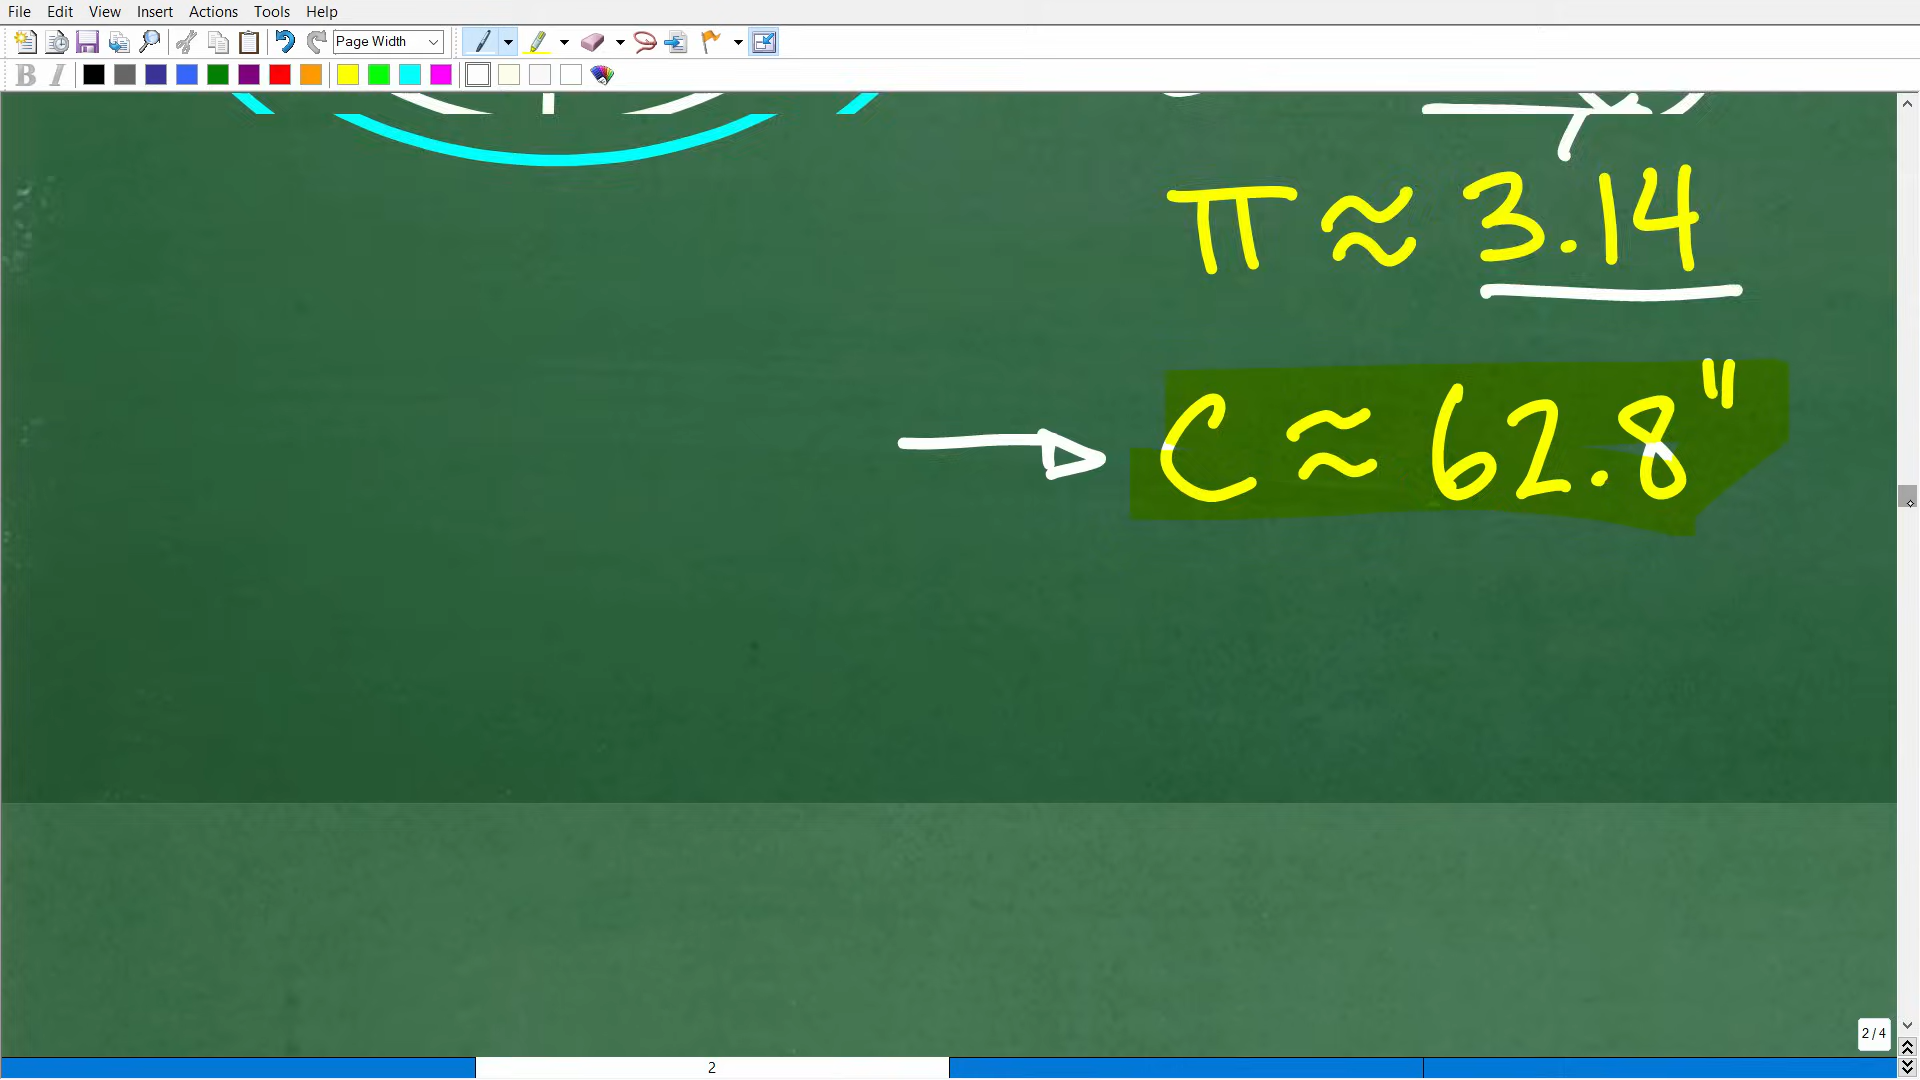 File Edit View Insert Actions Tools Help
Page Width
B I
π ≈ 3.14
C ≈ 62.8"
2 / 4
2